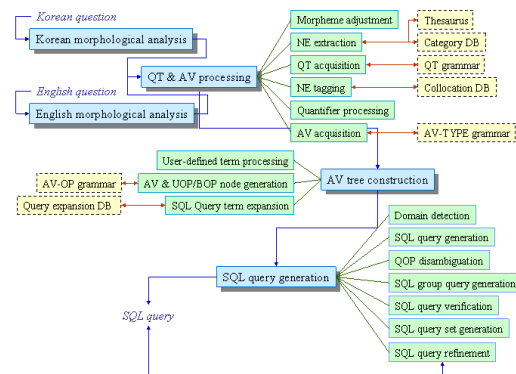 Korean question
Korean morphological analysis
English question
English morphological analysis
QT & AV processing
Morpheme adjustment
NE extraction
QT acquisition
NE tagging
Quantifier processing
AV acquisition
Thesaurus
Category DB
QT grammar
Collocation DB
AV-TYPE grammar
User-defined term processing
AV & UOP/BOP node generation
SQL Query term expansion
AV-OP grammar
Query expansion DB
AV tree construction
Domain detection
SQL query generation
QOP disambiguation
SQL group query generation
SQL query verification
SQL query set generation
SQL query refinement
SQL query generation
SQL query